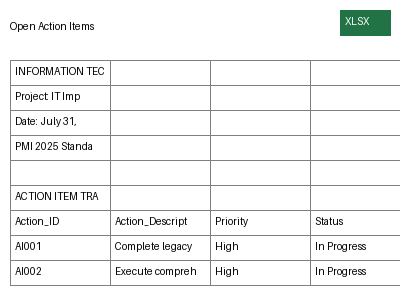 Open Action Items
XLSX
INFORMATION TEC
Project: IT Imp
Date: July 31,
PMI 2025 Standa
ACTION ITEM TRA
Action_ID Action_Descript Priority Status
AI001 Complete legacy High In Progress
AI002 Execute compreh High In Progress